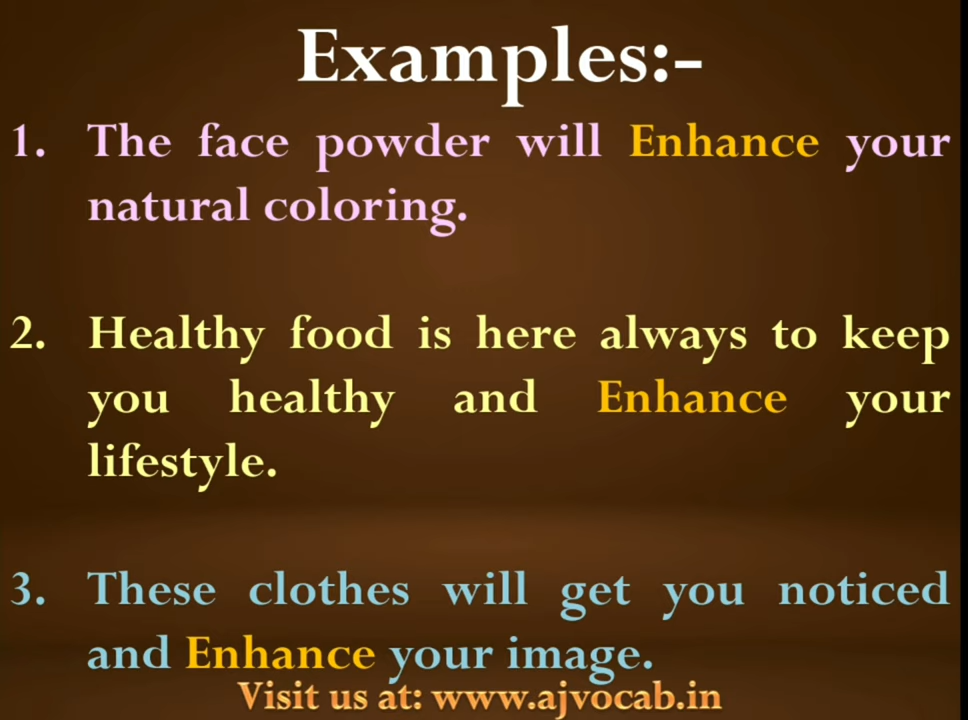 Examples:-
1. The face powder will Enhance your
natural coloring.
2. Healthy food is here always to keep
you healthy and Enhance your
lifestyle.
3. These clothes will get you noticed
and Enhance your image.
Visit us at: www.ajvocab.in